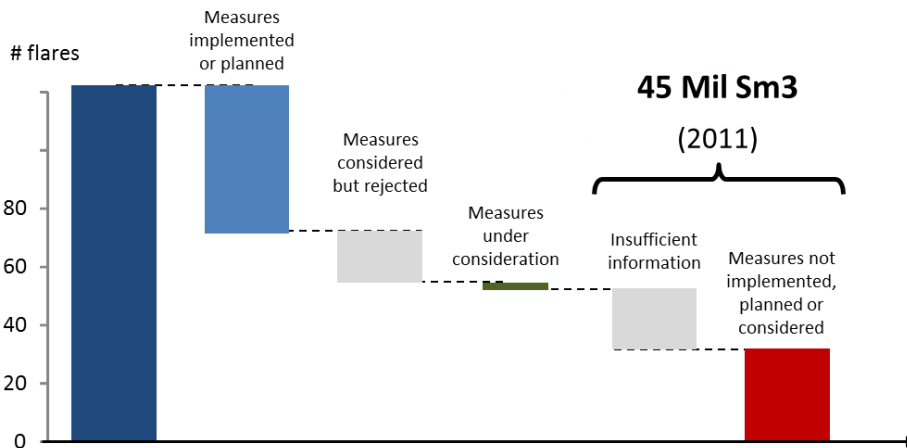 # flares
Measures
implemented
or planned
Measures
considered
but rejected
Measures
under
consideration
45 Mil Sm3
(2011)
Insufficient
information
Measures not
implemented,
planned or
considered
80
60
40
20
0